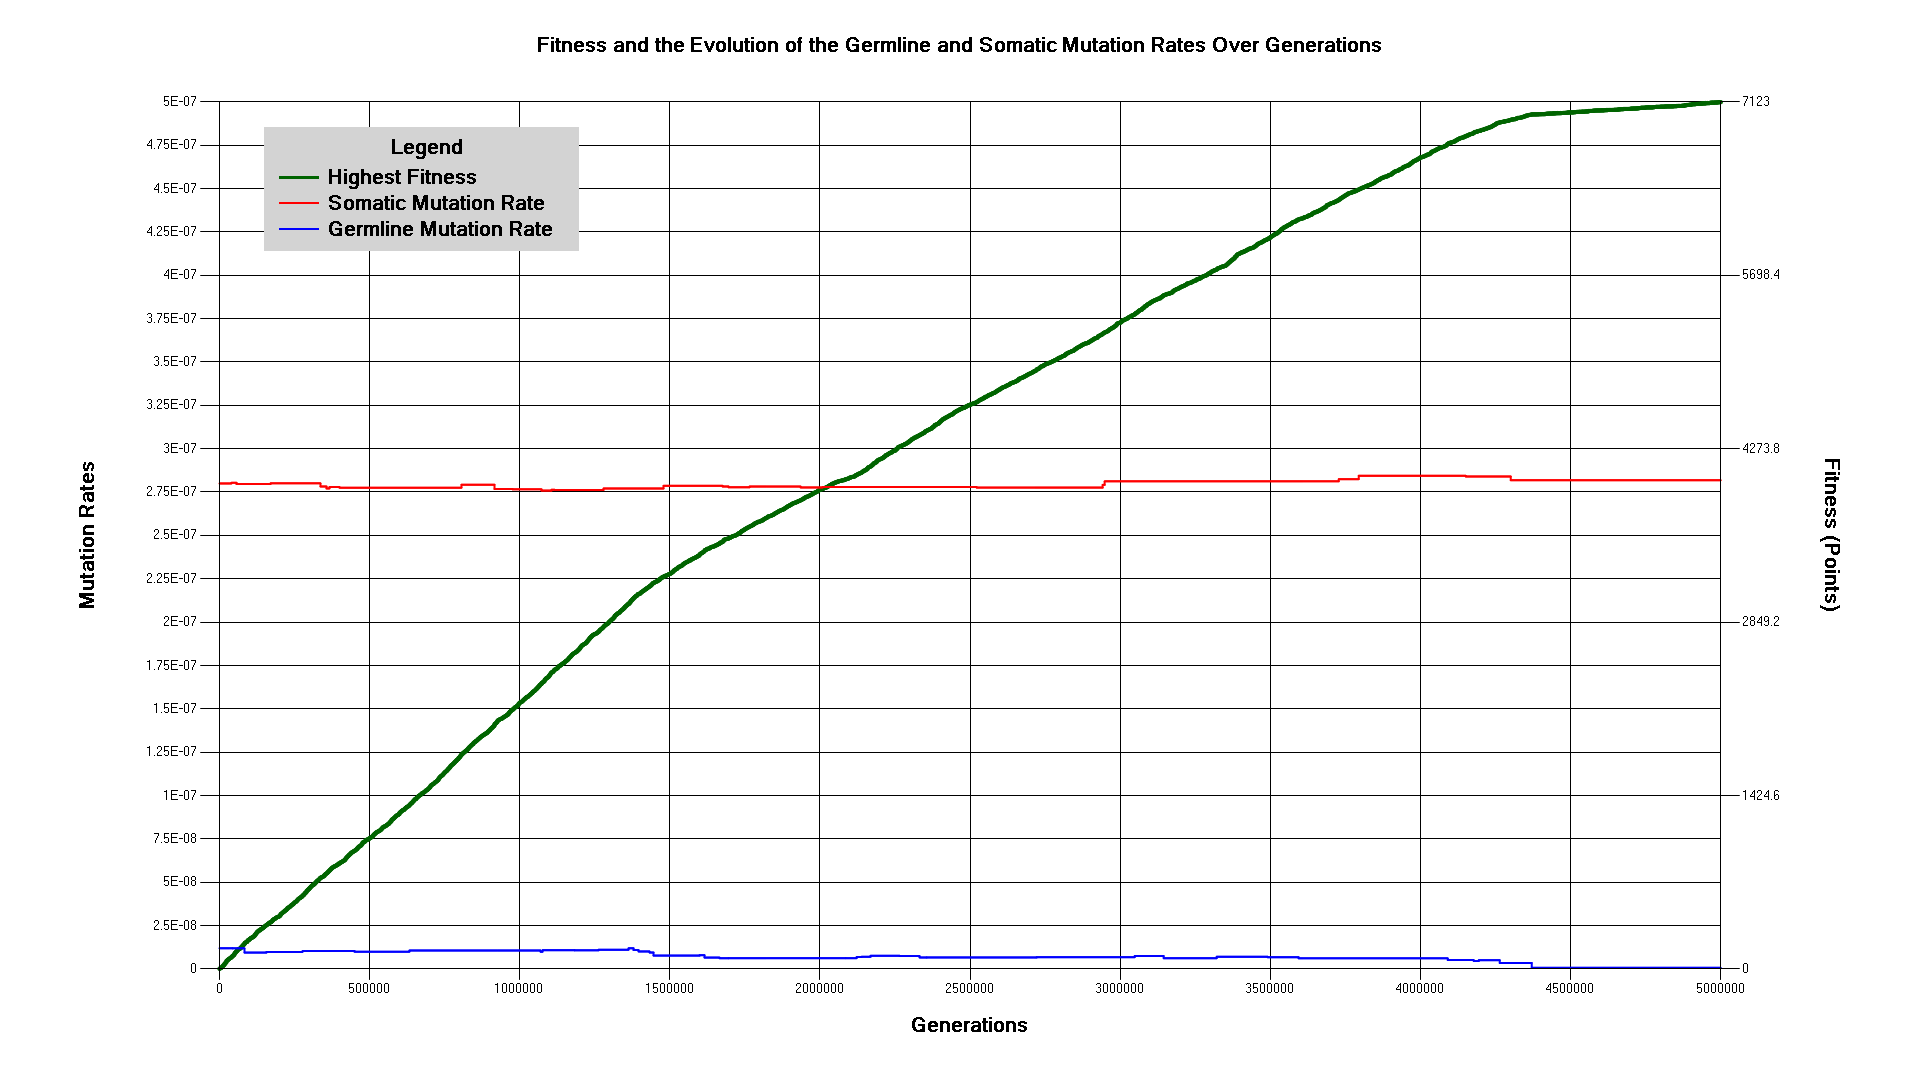 Fitness and the Evolution of the Germline and Somatic Mutation Rates Over Generations
Legend
Highest Fitness
Somatic Mutation Rate
Germline Mutation Rate
Mutation Rates
5E-07
4.75E-07
4.5E-07
4.25E-07
4E-07
3.75E-07
3.5E-07
3.25E-07
3E-07
2.75E-07
2.5E-07
2.25E-07
2E-07
1.75E-07
1.5E-07
1.25E-07
1E-07
7.5E-08
5E-08
2.5E-08
0
7123
5698.4
4273.8
2849.2
1424.6
0
Fitness (Points)
0 500000 1000000 1500000 2000000 2500000 3000000 3500000 4000000 4500000 5000000
Generations